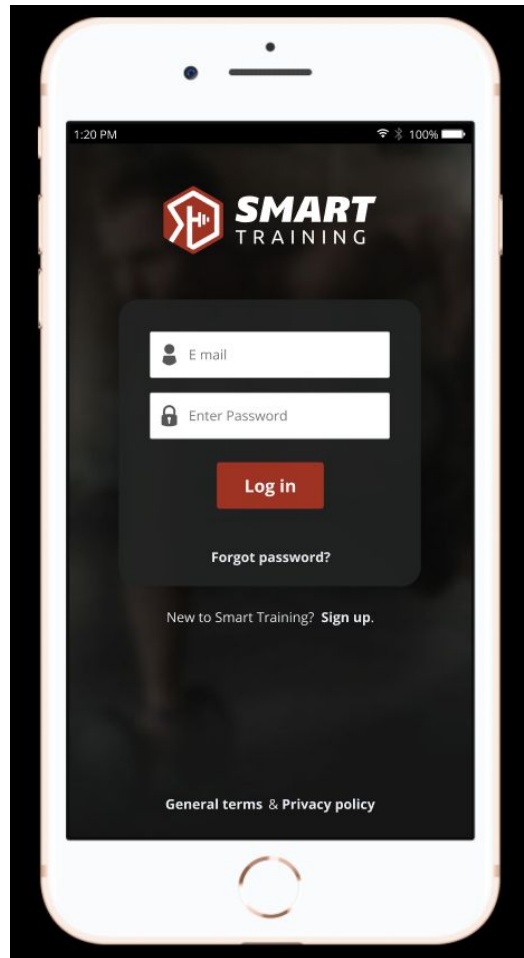 1:20 PM 100%
SMART
TRAINING
E mail
Enter Password
Log in
Forgot password?
New to Smart Training? Sign up.
General terms & Privacy policy